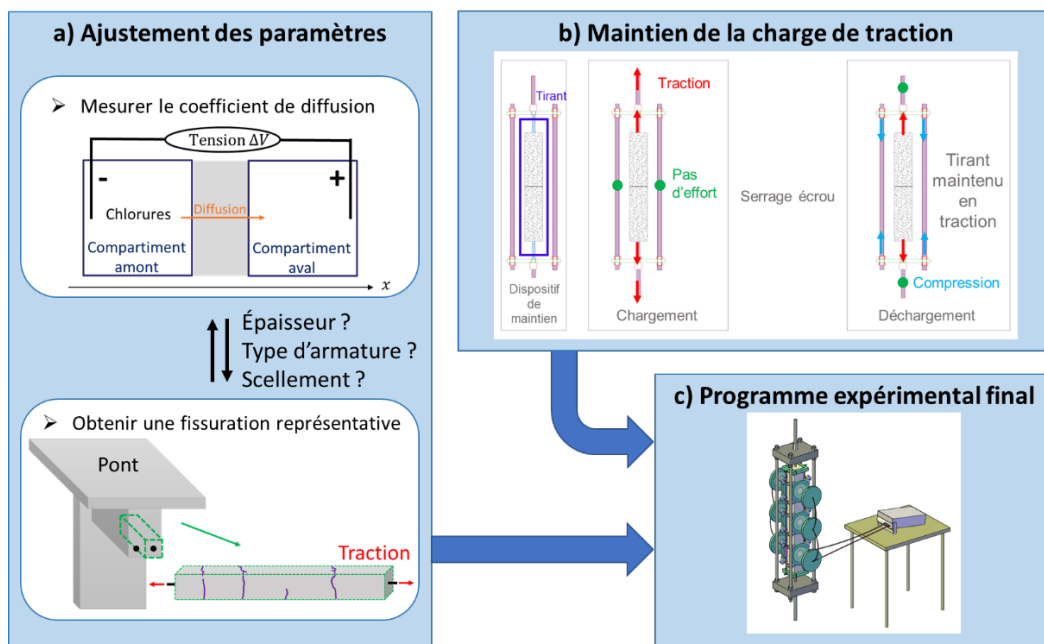 a) Ajustement des paramètres
➢ Mesurer le coefficient de diffusion
Tension ΔV
-
+
Chlorures
Diffusion
Compartiment
amont
Compartiment
aval
x
Épaisseur ?
Type d'armature ?
Scellement ?
➢ Obtenir une fissuration représentative
Pont
Traction
b) Maintien de la charge de traction
Tirant
Dispositif
de
maintien
Traction
Pas
d'effort
Chargement
Serrage écrou
Tirant
maintenu
en
traction
Compression
Déchargement
c) Programme expérimental final